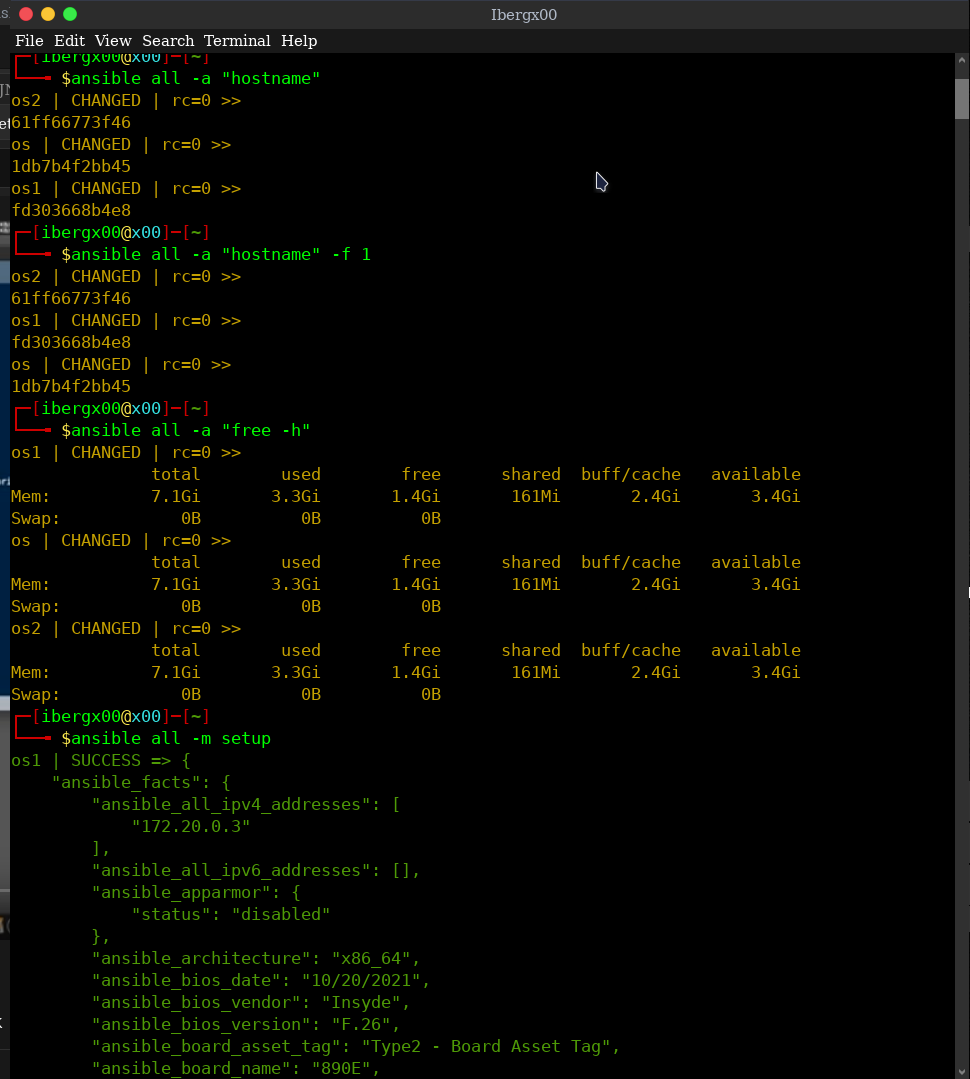 Ibergx00
File Edit View Search Terminal Help
┌─[ibergx00@x00]─[~]
└──╼ $ansible all -a "hostname"
os2 | CHANGED | rc=0 >>
61ff66773f46
os | CHANGED | rc=0 >>
1db7b4f2bb45
os1 | CHANGED | rc=0 >>
fd303668b4e8
┌─[ibergx00@x00]─[~]
└──╼ $ansible all -a "hostname" -f 1
os2 | CHANGED | rc=0 >>
61ff66773f46
os1 | CHANGED | rc=0 >>
fd303668b4e8
os | CHANGED | rc=0 >>
1db7b4f2bb45
┌─[ibergx00@x00]─[~]
└──╼ $ansible all -a "free -h"
os1 | CHANGED | rc=0 >>
              total        used        free      shared  buff/cache   available
Mem:          7.1Gi       3.3Gi       1.4Gi       161Mi       2.4Gi       3.4Gi
Swap:            0B          0B          0B
os | CHANGED | rc=0 >>
              total        used        free      shared  buff/cache   available
Mem:          7.1Gi       3.3Gi       1.4Gi       161Mi       2.4Gi       3.4Gi
Swap:            0B          0B          0B
os2 | CHANGED | rc=0 >>
              total        used        free      shared  buff/cache   available
Mem:          7.1Gi       3.3Gi       1.4Gi       161Mi       2.4Gi       3.4Gi
Swap:            0B          0B          0B
┌─[ibergx00@x00]─[~]
└──╼ $ansible all -m setup
os1 | SUCCESS => {
    "ansible_facts": {
        "ansible_all_ipv4_addresses": [
            "172.20.0.3"
        ],
        "ansible_all_ipv6_addresses": [],
        "ansible_apparmor": {
            "status": "disabled"
        },
        "ansible_architecture": "x86_64",
        "ansible_bios_date": "10/20/2021",
        "ansible_bios_vendor": "Insyde",
        "ansible_bios_version": "F.26",
        "ansible_board_asset_tag": "Type2 - Board Asset Tag",
        "ansible_board_name": "890E",